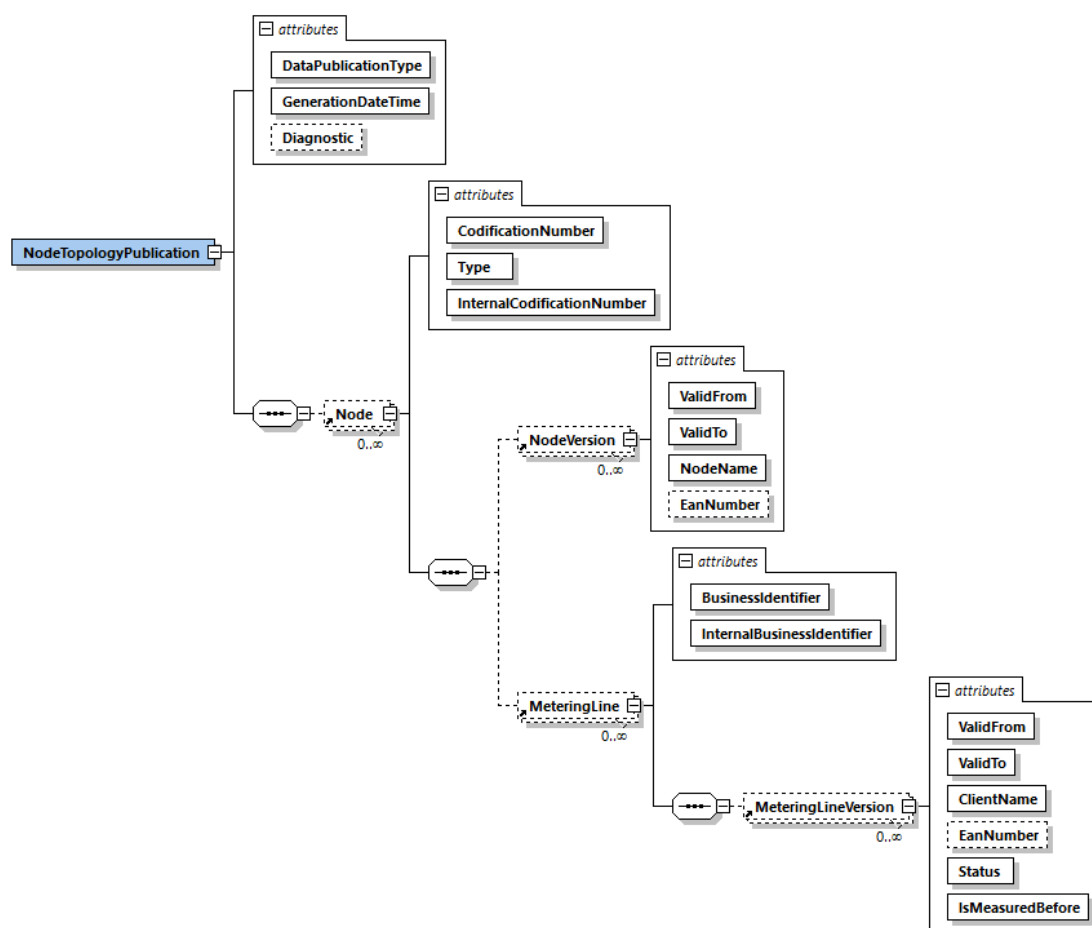 attributes
DataPublicationType
GenerationDateTime
Diagnostic
attributes
CodificationNumber
Type
InternalCodificationNumber
NodeTopologyPublication
Node
0..∞
attributes
ValidFrom
ValidTo
NodeName
EanNumber
NodeVersion
0..∞
attributes
BusinessIdentifier
InternalBusinessIdentifier
MeteringLine
0..∞
attributes
ValidFrom
ValidTo
ClientName
EanNumber
Status
IsMeasuredBefore
MeteringLineVersion
0..∞